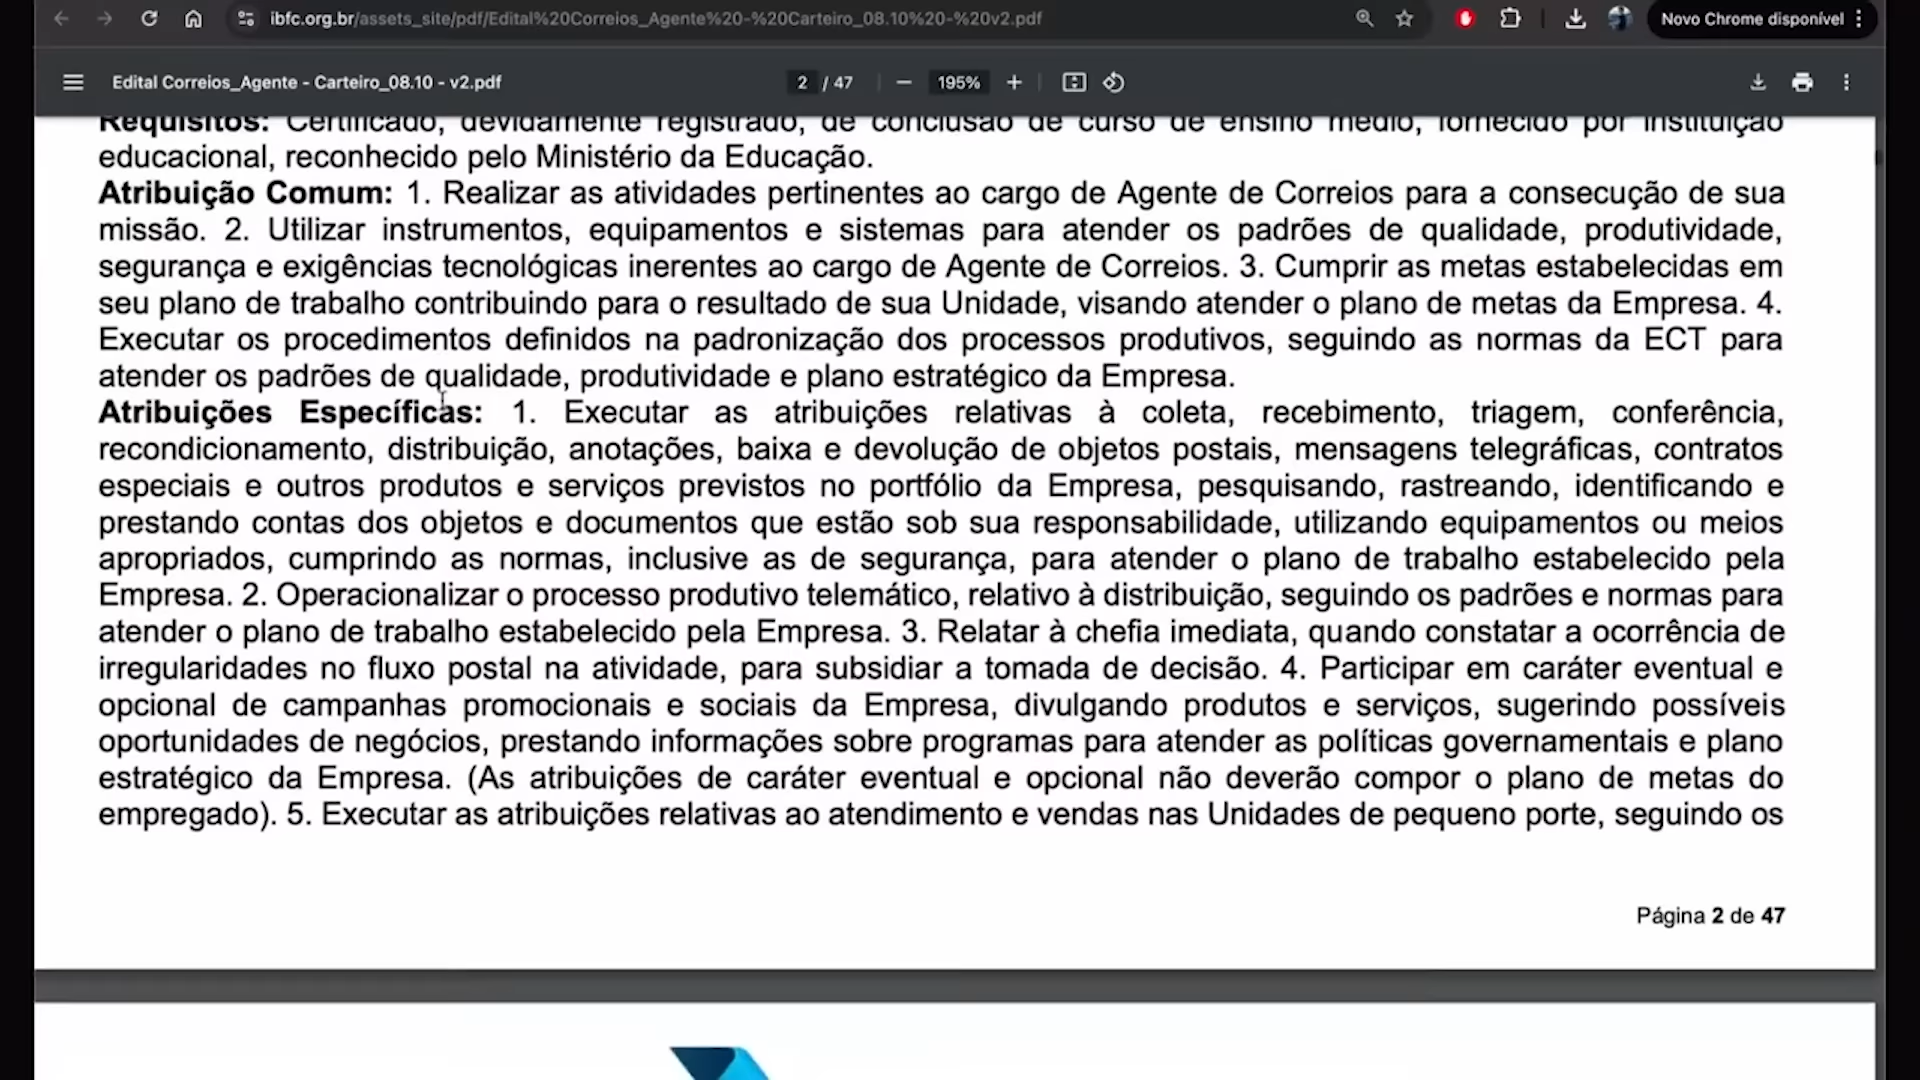 ibfc.org.br/assets_site/pdf/Edital%20Correios_Agente%20-%20Carteiro_08.10%20-%20v2.pdf
Novo Chrome disponível
Edital Correios_Agente - Carteiro_08.10 - v2.pdf
2 / 47
195%
Requisitos: Certificado, devidamente registrado, de conclusão de curso de ensino médio, fornecido por instituição
educacional, reconhecido pelo Ministério da Educação.
Atribuição Comum: 1. Realizar as atividades pertinentes ao cargo de Agente de Correios para a consecução de sua
missão. 2. Utilizar instrumentos, equipamentos e sistemas para atender os padrões de qualidade, produtividade,
segurança e exigências tecnológicas inerentes ao cargo de Agente de Correios. 3. Cumprir as metas estabelecidas em
seu plano de trabalho contribuindo para o resultado de sua Unidade, visando atender o plano de metas da Empresa. 4.
Executar os procedimentos definidos na padronização dos processos produtivos, seguindo as normas da ECT para
atender os padrões de qualidade, produtividade e plano estratégico da Empresa.
Atribuições Específicas: 1. Executar as atribuições relativas à coleta, recebimento, triagem, conferência,
recondicionamento, distribuição, anotações, baixa e devolução de objetos postais, mensagens telegráficas, contratos
especiais e outros produtos e serviços previstos no portfólio da Empresa, pesquisando, rastreando, identificando e
prestando contas dos objetos e documentos que estão sob sua responsabilidade, utilizando equipamentos ou meios
apropriados, cumprindo as normas, inclusive as de segurança, para atender o plano de trabalho estabelecido pela
Empresa. 2. Operacionalizar o processo produtivo telemático, relativo à distribuição, seguindo os padrões e normas para
atender o plano de trabalho estabelecido pela Empresa. 3. Relatar à chefia imediata, quando constatar a ocorrência de
irregularidades no fluxo postal na atividade, para subsidiar a tomada de decisão. 4. Participar em caráter eventual e
opcional de campanhas promocionais e sociais da Empresa, divulgando produtos e serviços, sugerindo possíveis
oportunidades de negócios, prestando informações sobre programas para atender as políticas governamentais e plano
estratégico da Empresa. (As atribuições de caráter eventual e opcional não deverão compor o plano de metas do
empregado). 5. Executar as atribuições relativas ao atendimento e vendas nas Unidades de pequeno porte, seguindo os
Página 2 de 47